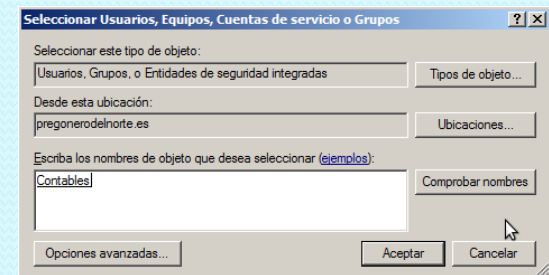 Seleccionar Usuarios, Equipos, Cuentas de servicio o Grupos
Seleccionar este tipo de objeto:
Usuarios, Grupos, o Entidades de seguridad integradas
Tipos de objeto...
Desde esta ubicación:
pregonerodelnorte.es
Ubicaciones...
Escriba los nombres de objeto que desea seleccionar (ejemplos):
Contables
Comprobar nombres
Opciones avanzadas...
Aceptar
Cancelar